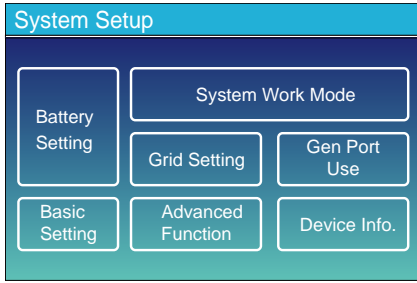 System Setup
Battery
Setting
System Work Mode
Grid Setting
Gen Port
Use
Basic
Setting
Advanced
Function
Device Info.